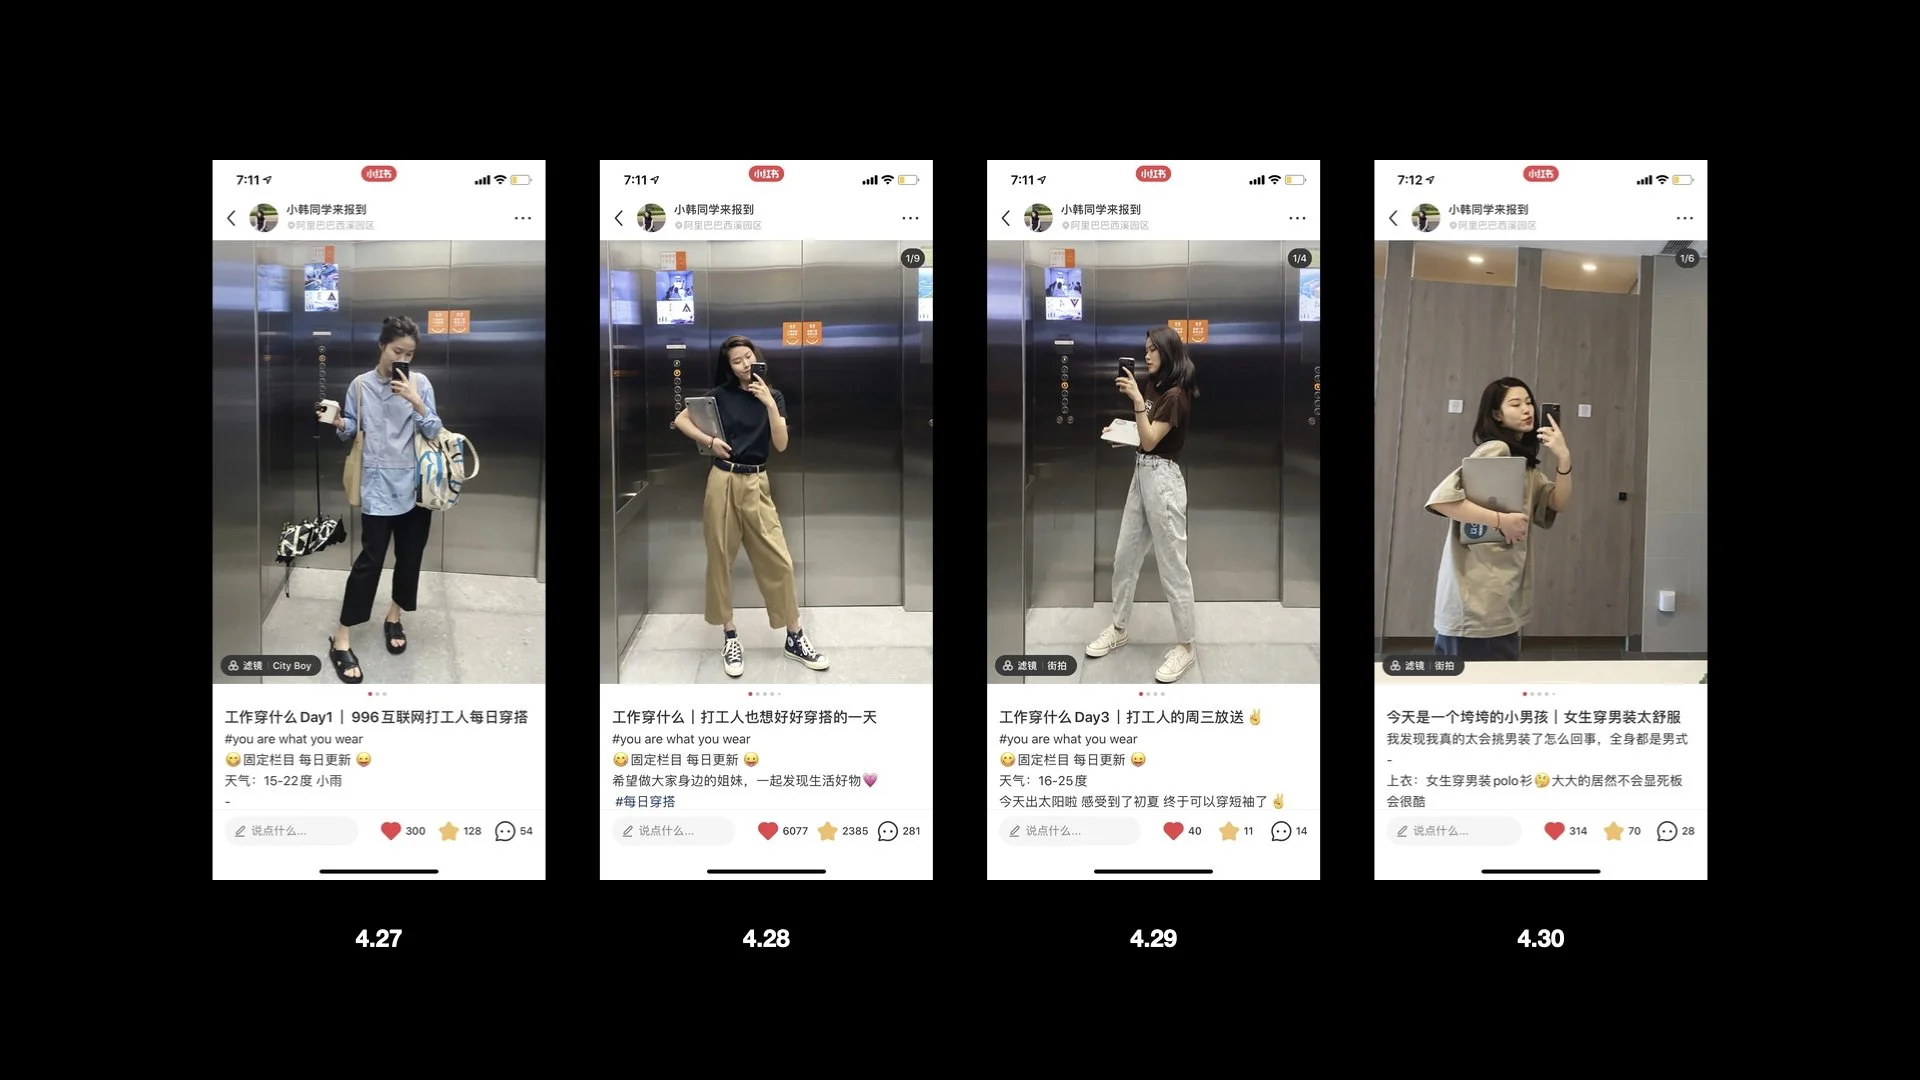 7:11
小红书
小韩同学来报到
阿里巴巴西溪园区
滤镜 | City Boy
工作穿什么Day1｜996互联网打工人每日穿搭
#you are what you wear
😋固定栏目 每日更新 😛
天气：15-22度 小雨
-
说点什么...
300
128
54
4.27
7:11
小红书
小韩同学来报到
阿里巴巴西溪园区
1/9
工作穿什么｜打工人也想好好穿搭的一天
#you are what you wear
😋固定栏目 每日更新 😛
希望做大家身边的姐妹，一起发现生活好物💗
#每日穿搭
说点什么...
6077
2385
281
4.28
7:11
小红书
小韩同学来报到
阿里巴巴西溪园区
1/4
滤镜 | 街拍
工作穿什么Day3｜打工人的周三放送✌
#you are what you wear
😋固定栏目 每日更新 😛
天气：16-25度
今天出太阳啦 感受到了初夏 终于可以穿短袖了✌
说点什么...
40
11
14
4.29
7:12
小红书
小韩同学来报到
阿里巴巴西溪园区
1/6
滤镜 | 街拍
今天是一个垮垮的小男孩｜女生穿男装太舒服
我发现我真的太会挑男装了怎么回事，全身都是男式
-
上衣：女生穿男装polo衫🤔大大的居然不会显死板
会很酷
说点什么...
314
70
28
4.30